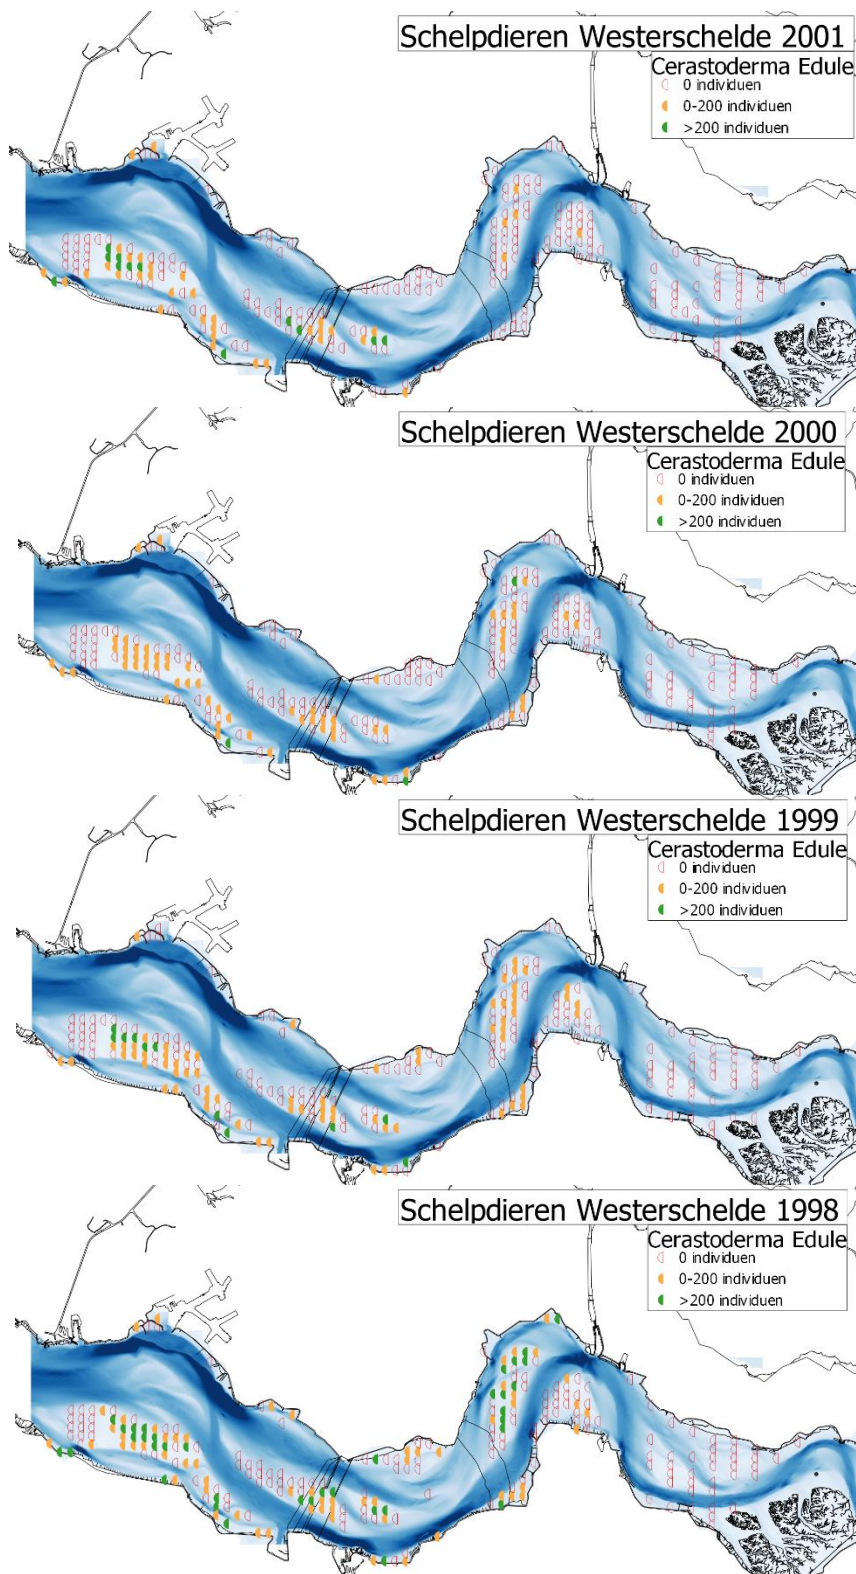 Schelpdieren Westerschelde 2001
Cerastoderma Edule
0 individuen
0-200 individuen
>200 individuen
Schelpdieren Westerschelde 2000
Cerastoderma Edule
0 individuen
0-200 individuen
>200 individuen
Schelpdieren Westerschelde 1999
Cerastoderma Edule
0 individuen
0-200 individuen
>200 individuen
Schelpdieren Westerschelde 1998
Cerastoderma Edule
0 individuen
0-200 individuen
>200 individuen